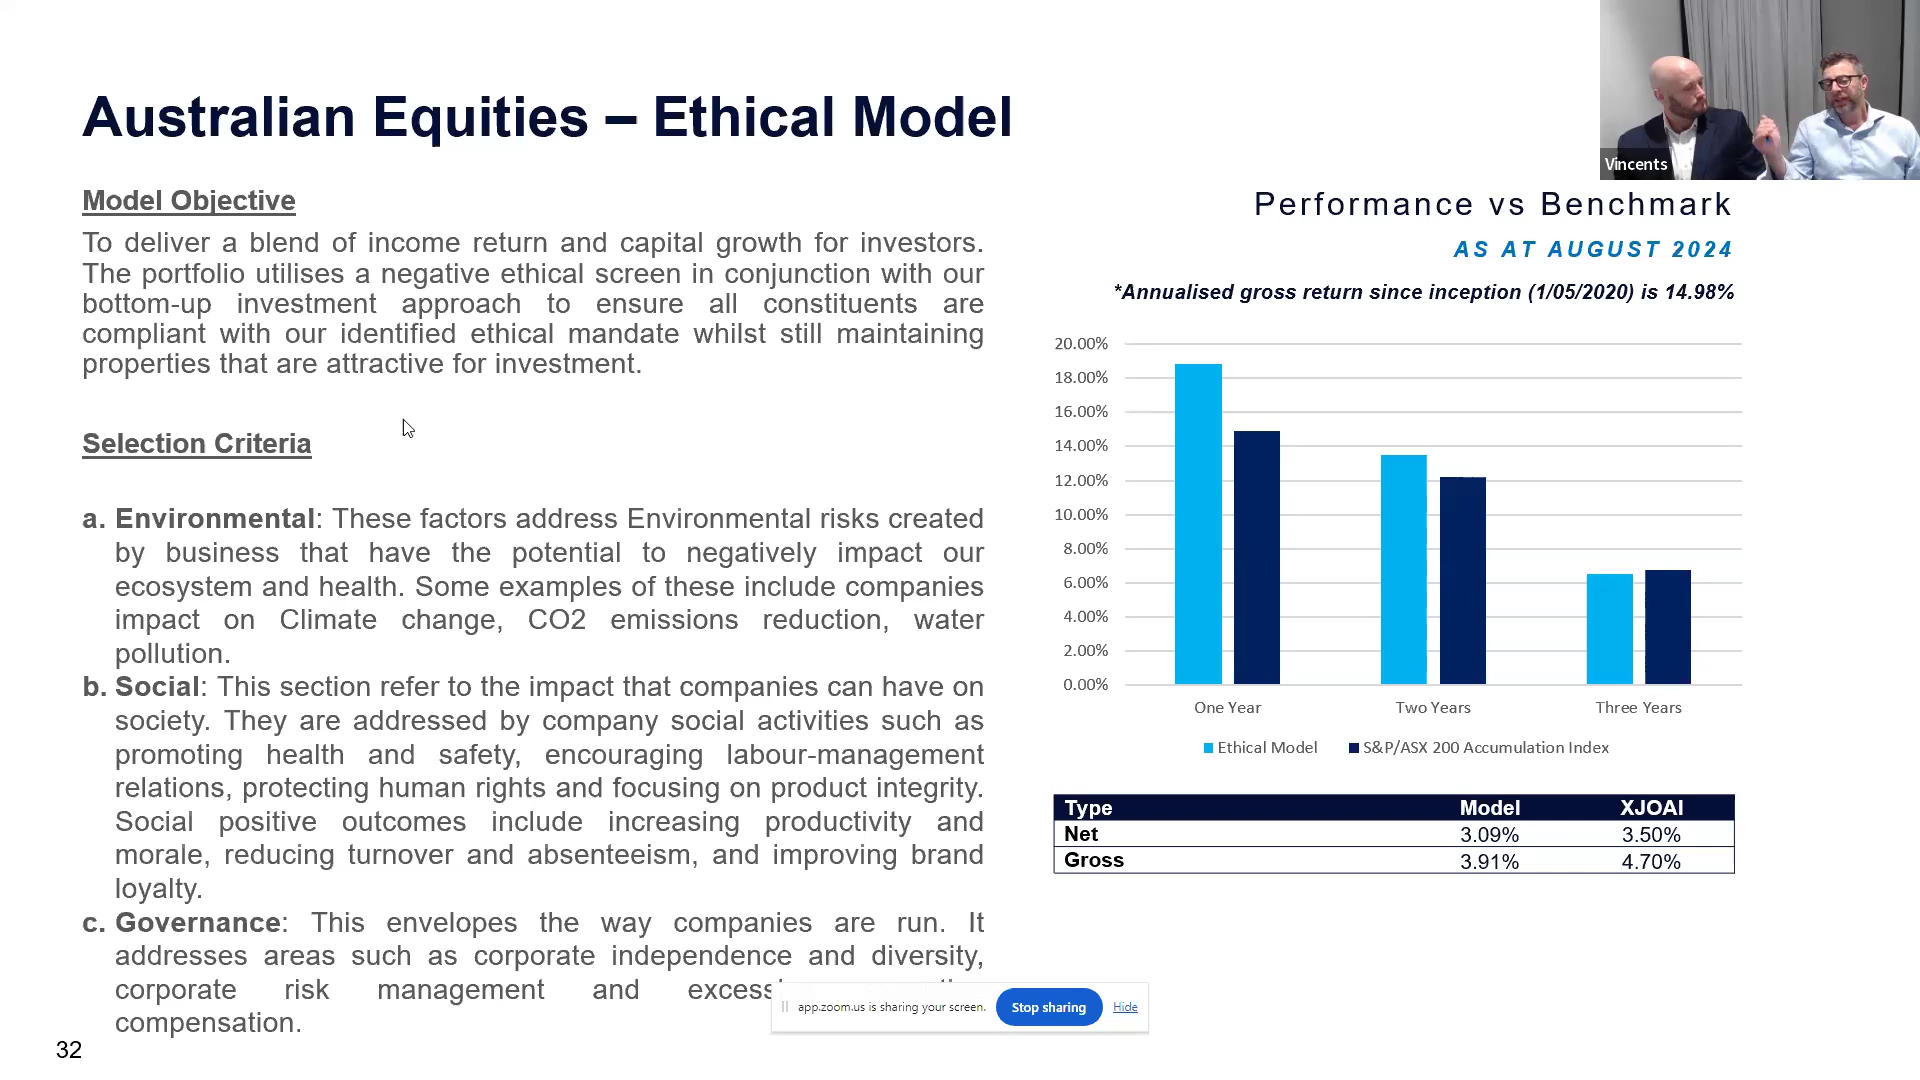 Australian Equities – Ethical Model
Vincents
Model Objective
To deliver a blend of income return and capital growth for investors.
The portfolio utilises a negative ethical screen in conjunction with our
bottom-up investment approach to ensure all constituents are
compliant with our identified ethical mandate whilst still maintaining
properties that are attractive for investment.
Selection Criteria
a. Environmental: These factors address Environmental risks created
by business that have the potential to negatively impact our
ecosystem and health. Some examples of these include companies
impact on Climate change, CO2 emissions reduction, water
pollution.
b. Social: This section refer to the impact that companies can have on
society. They are addressed by company social activities such as
promoting health and safety, encouraging labour-management
relations, protecting human rights and focusing on product integrity.
Social positive outcomes include increasing productivity and
morale, reducing turnover and absenteeism, and improving brand
loyalty.
c. Governance: This envelopes the way companies are run. It
addresses areas such as corporate independence and diversity,
corporate risk management and
compensation.
32
Performance vs Benchmark
AS AT AUGUST 2024
*Annualised gross return since inception (1/05/2020) is 14.98%
20.00%
18.00%
16.00%
14.00%
12.00%
10.00%
8.00%
6.00%
4.00%
2.00%
0.00%
One Year Two Years Three Years
Ethical Model S&P/ASX 200 Accumulation Index
Type Model XJOAI
Net 3.09% 3.50%
Gross 3.91% 4.70%
app.zoom.us is sharing your screen. Stop sharing Hide